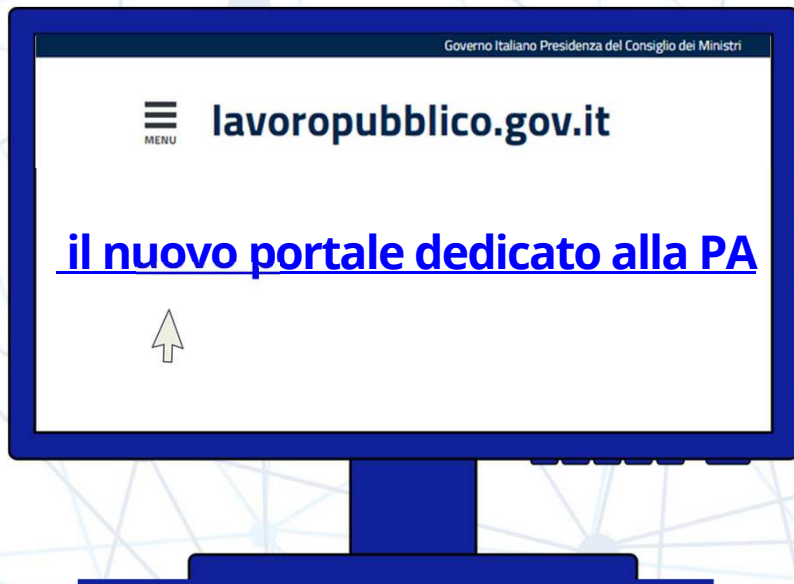 Governo Italiano Presidenza del Consiglio dei Ministri
lavoropubblico.gov.it
MENU
il nuovo portale dedicato alla PA